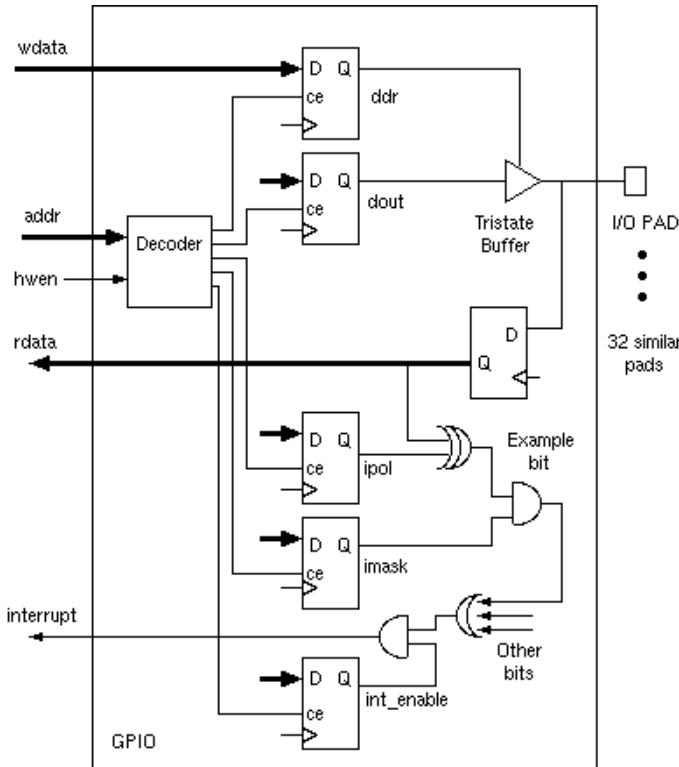 wdata
D Q
ddr
ce
D Q
dout
ce
addr
Decoder
Tristate
Buffer
I/O PAD
hwen
rdata
D
Q
32 similar
pads
D Q
ipol
ce
Example
bit
D Q
imask
ce
interrupt
Other
bits
D Q
int_enable
ce
GPIO